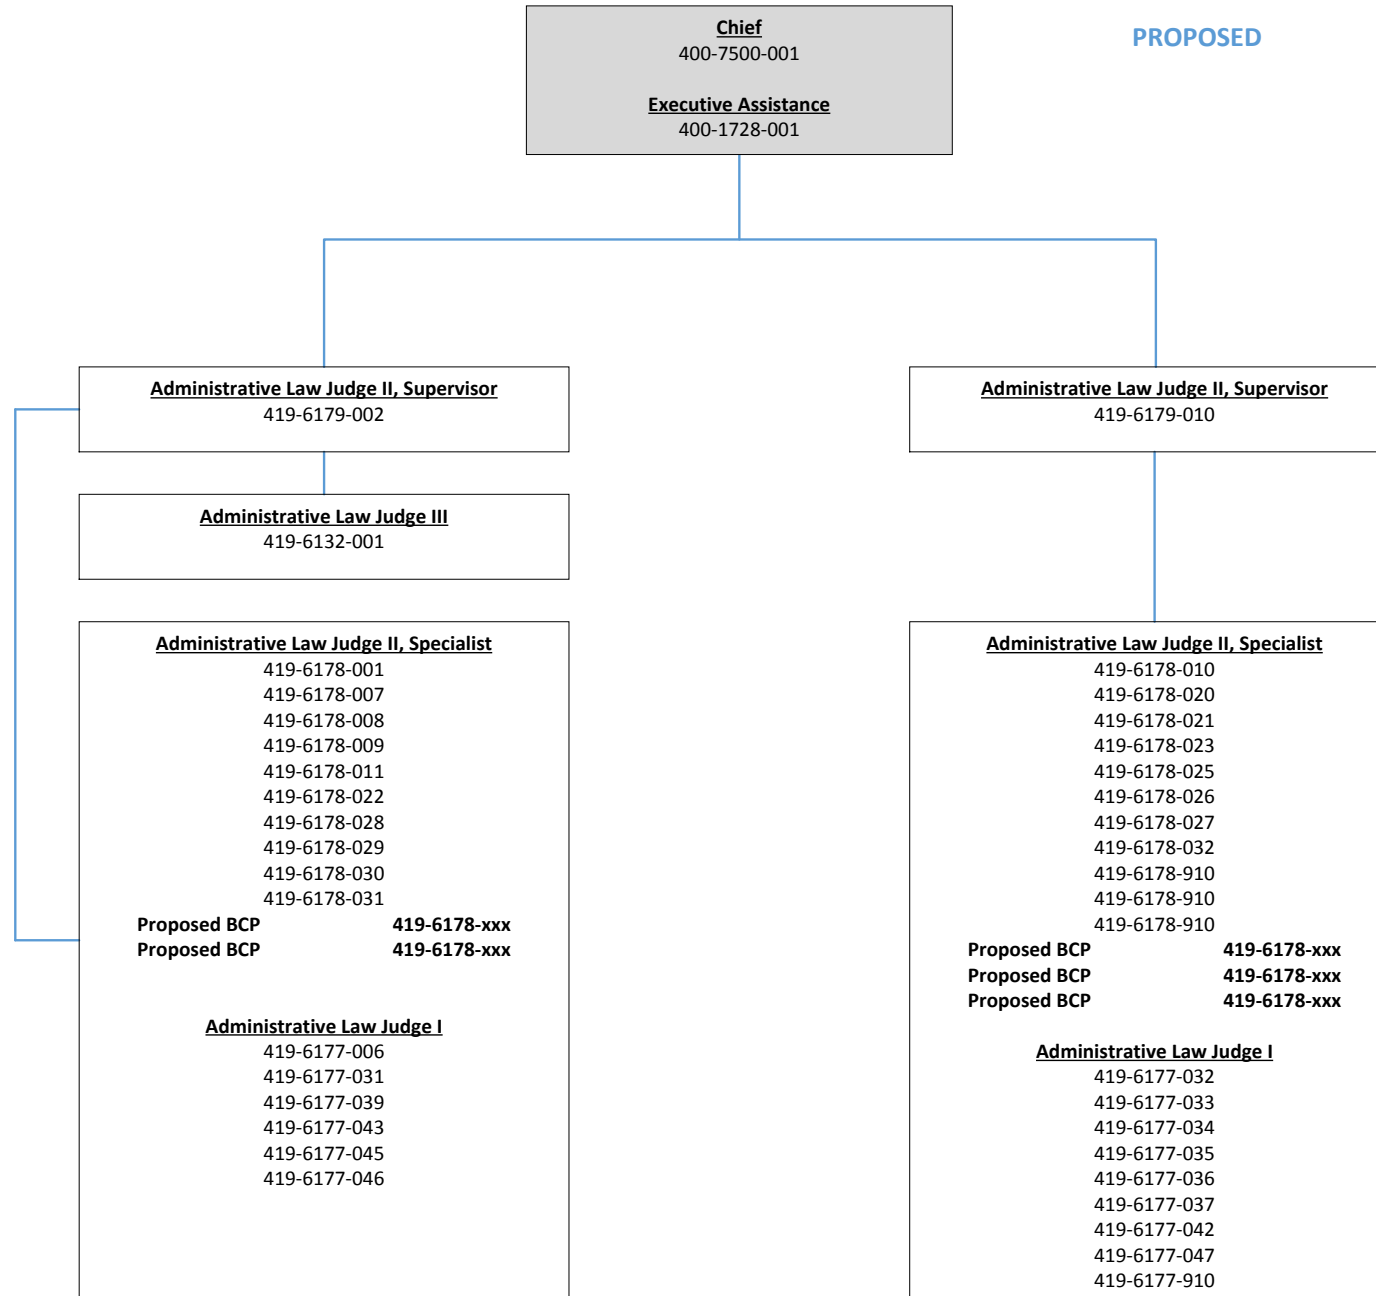 Chief
400-7500-001
Executive Assistance
400-1728-001
PROPOSED
Administrative Law Judge II, Supervisor
419-6179-002
Administrative Law Judge III
419-6132-001
Administrative Law Judge II, Specialist
419-6178-001
419-6178-007
419-6178-008
419-6178-009
419-6178-011
419-6178-022
419-6178-028
419-6178-029
419-6178-030
419-6178-031
Proposed BCP 419-6178-xxx
Proposed BCP 419-6178-xxx
Administrative Law Judge I
419-6177-006
419-6177-031
419-6177-039
419-6177-043
419-6177-045
419-6177-046
Administrative Law Judge II, Supervisor
419-6179-010
Administrative Law Judge II, Specialist
419-6178-010
419-6178-020
419-6178-021
419-6178-023
419-6178-025
419-6178-026
419-6178-027
419-6178-032
419-6178-910
419-6178-910
419-6178-910
Proposed BCP 419-6178-xxx
Proposed BCP 419-6178-xxx
Proposed BCP 419-6178-xxx
Administrative Law Judge I
419-6177-032
419-6177-033
419-6177-034
419-6177-035
419-6177-036
419-6177-037
419-6177-042
419-6177-047
419-6177-910